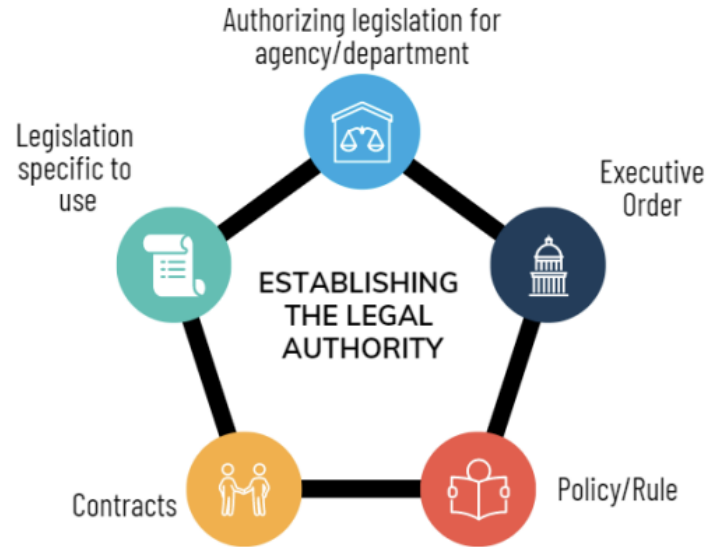 Authorizing legislation for
agency/department
Legislation
specific to
use
Executive
Order
ESTABLISHING
THE LEGAL
AUTHORITY
Contracts
Policy/Rule